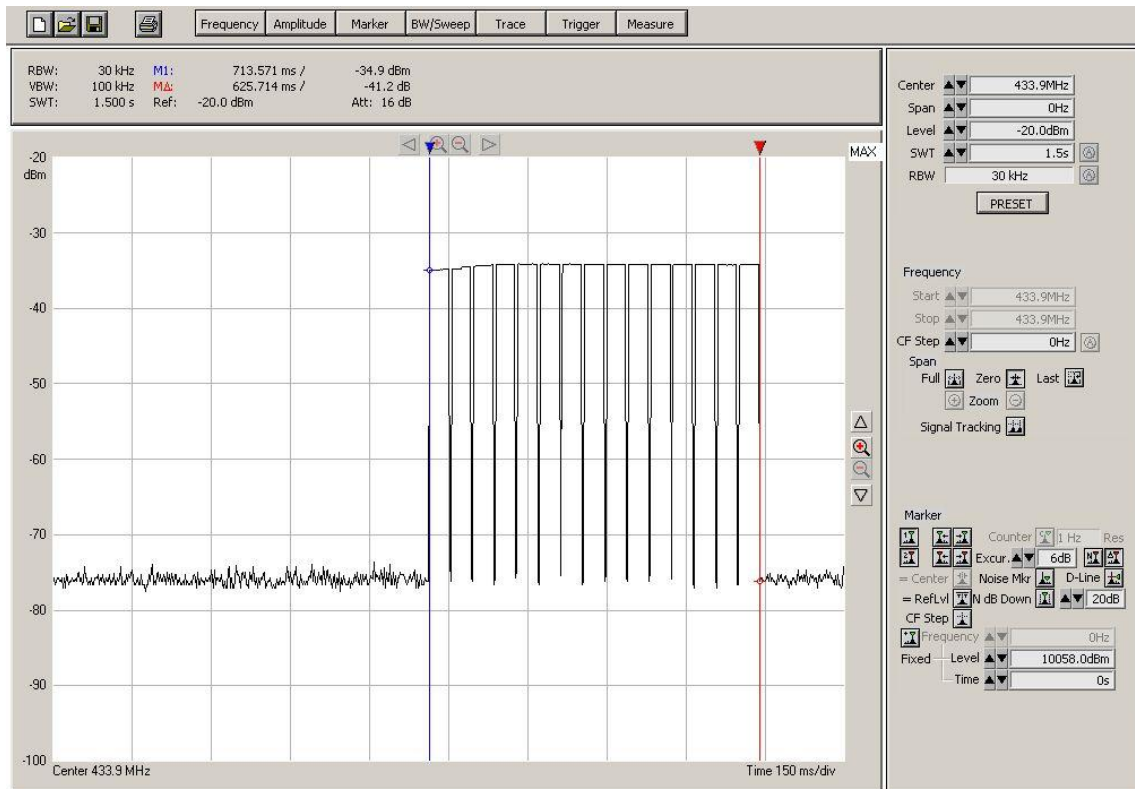 Frequency Amplitude Marker BW/Sweep Trace Trigger Measure
RBW: 30 kHz M1: 713.571 ms / -34.9 dBm
VBW: 100 kHz MΔ: 625.714 ms / -41.2 dB
SWT: 1.500 s Ref: -20.0 dBm Att: 16 dB
MAX
-20
dBm
-30
-40
-50
-60
-70
-80
-90
-100
Center 433.9 MHz Time 150 ms/div
Center 433.9MHz
Span 0Hz
Level -20.0dBm
SWT 1.5s
RBW 30 kHz
PRESET
Frequency
Start 433.9MHz
Stop 433.9MHz
CF Step 0Hz
Span
Full Zero Last
Zoom
Signal Tracking
Marker
Counter 1 Hz Res
Excur. 6dB
= Center Noise Mkr D-Line
= RefLvl N dB Down 20dB
CF Step
Frequency 0Hz
Fixed Level 10058.0dBm
Time 0s